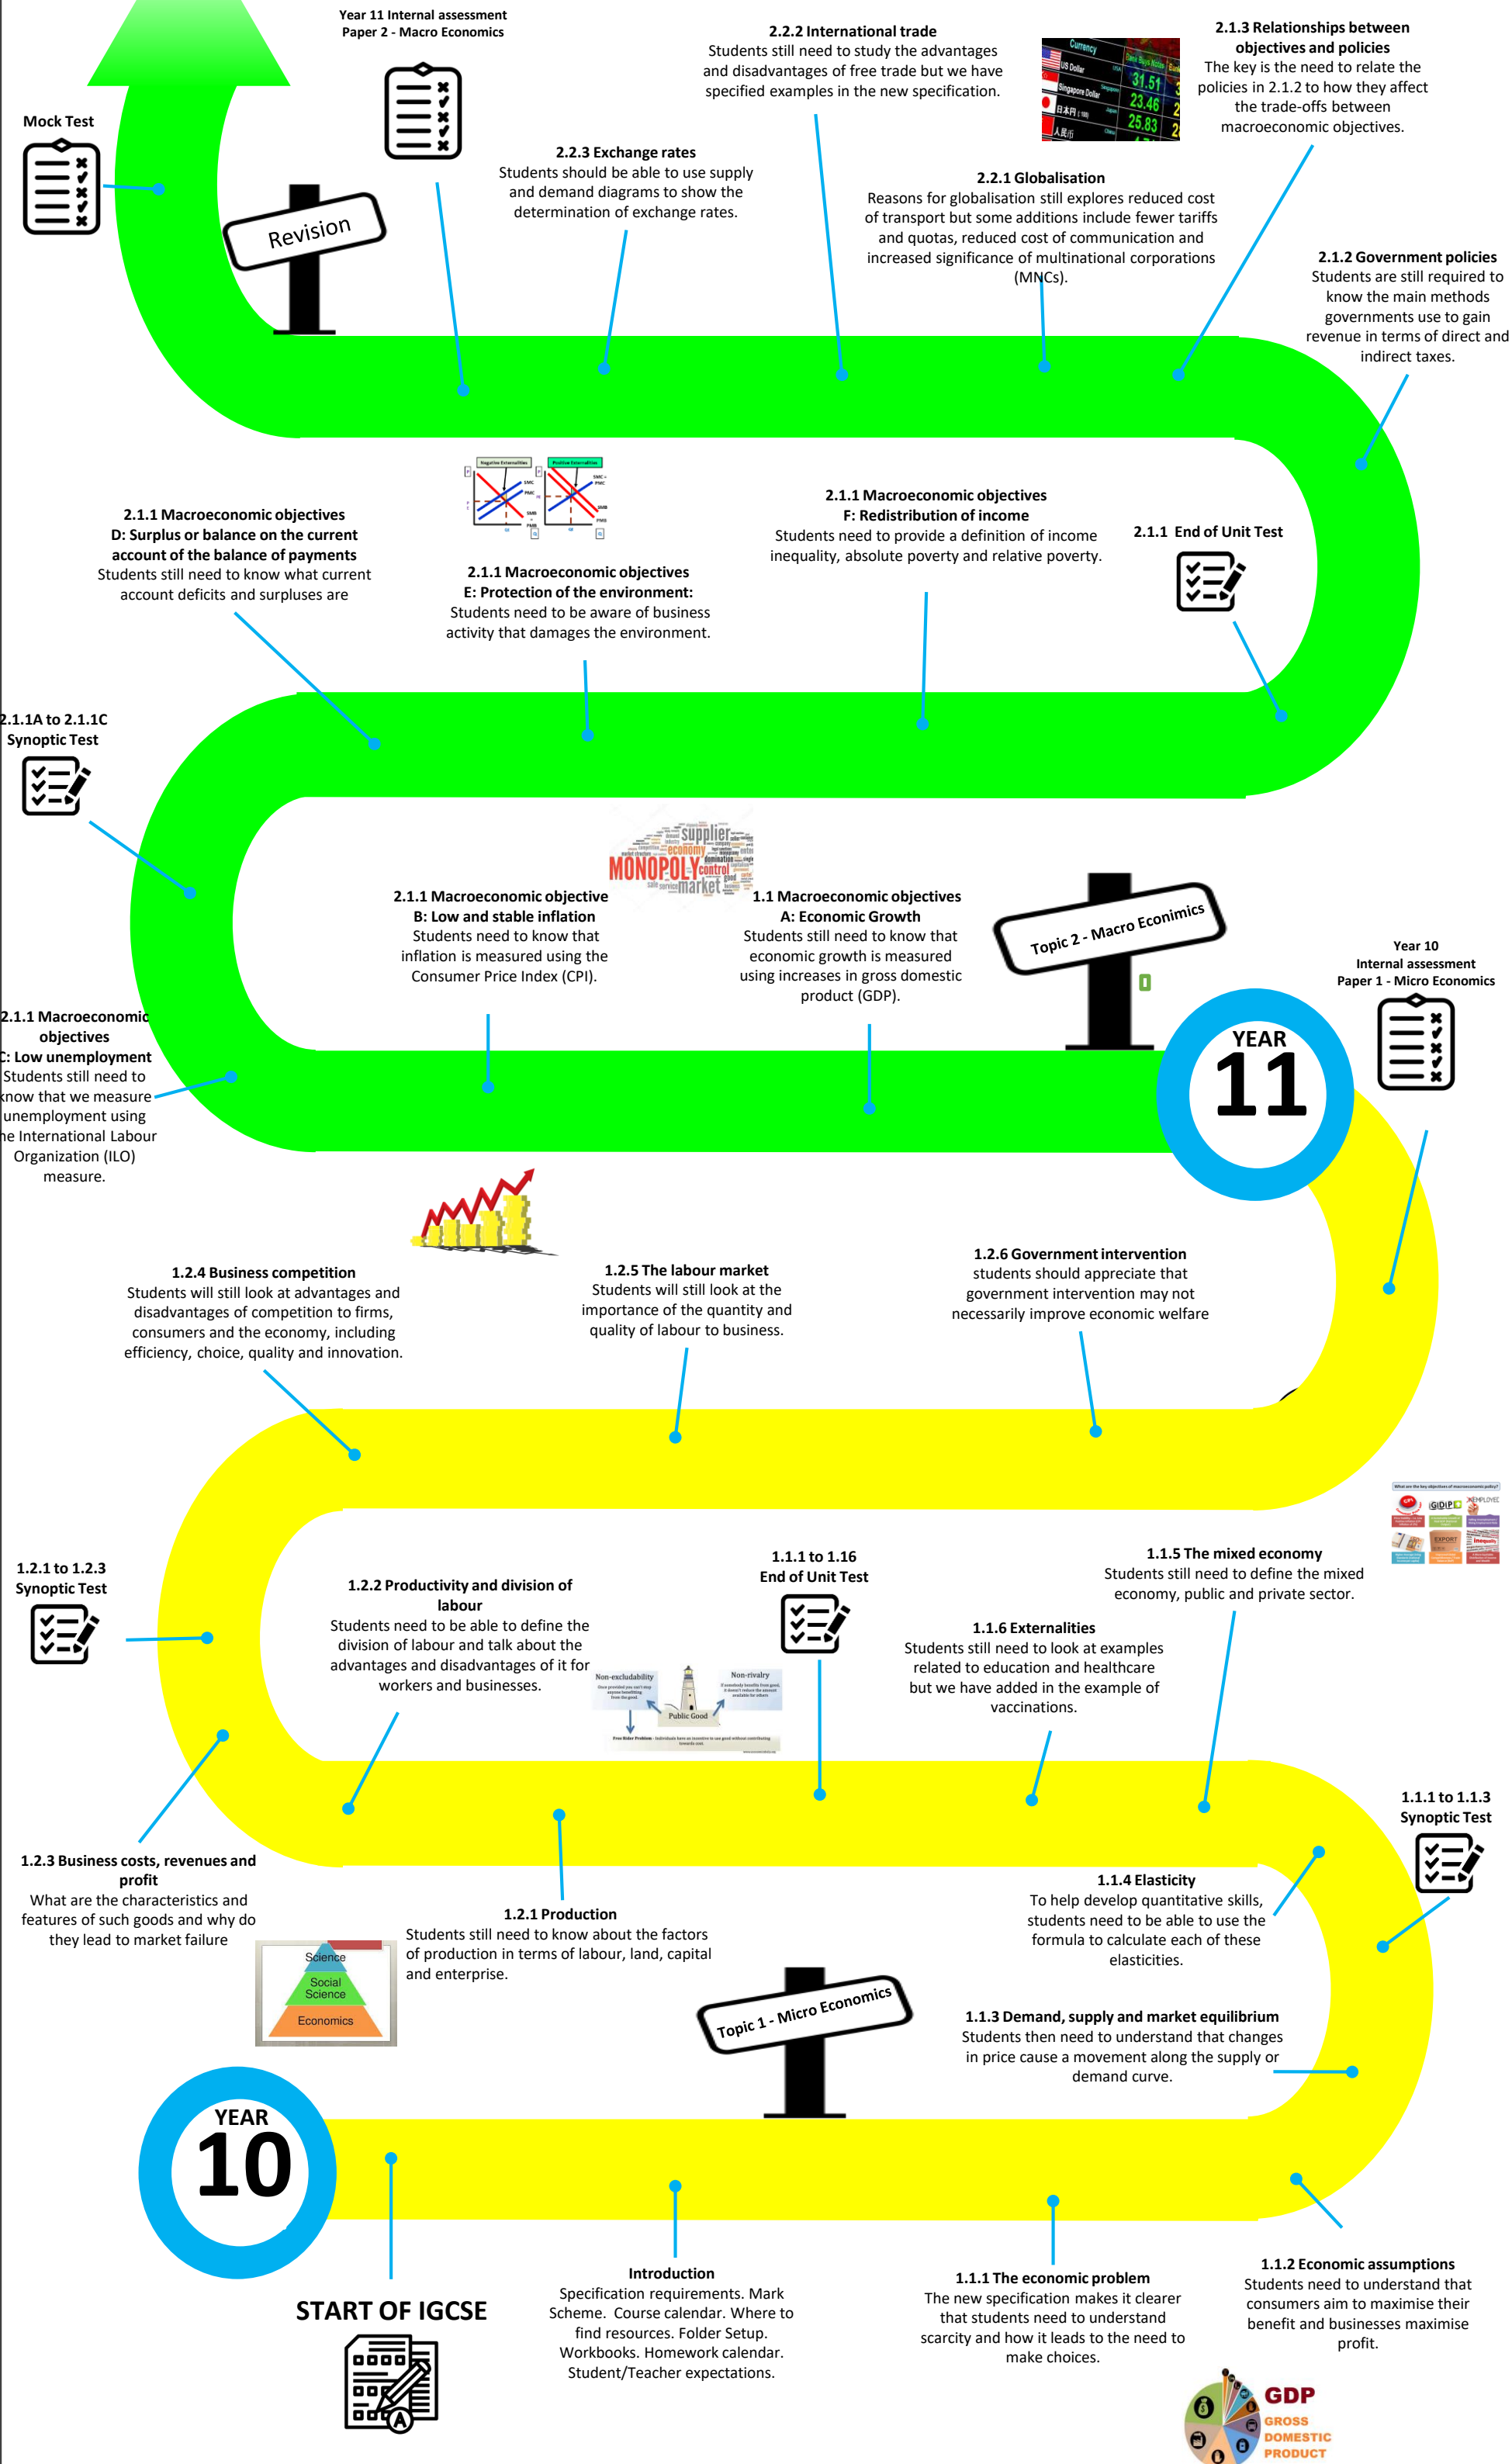 Year 11 Internal assessment
Paper 2 - Macro Economics
2.2.2 International trade
Students still need to study the advantages
and disadvantages of free trade but we have
specified examples in the new specification.
Currency
US Dollar
31.51
Singapore Dollar
23.46
25.83
2.1.3 Relationships between
objectives and policies
The key is the need to relate the
policies in 2.1.2 to how they affect
the trade-offs between
macroeconomic objectives.
Mock Test
2.2.3 Exchange rates
Students should be able to use supply
and demand diagrams to show the
determination of exchange rates.
2.2.1 Globalisation
Reasons for globalisation still explores reduced cost
of transport but some additions include fewer tariffs
and quotas, reduced cost of communication and
increased significance of multinational corporations
(MNCs).
Revision
2.1.2 Government policies
Students are still required to
know the main methods
governments use to gain
revenue in terms of direct and
indirect taxes.
2.1.1 Macroeconomic objectives
D: Surplus or balance on the current
account of the balance of payments
Students still need to know what current
account deficits and surpluses are
Negative Externalities
Positive Externalities
2.1.1 Macroeconomic objectives
E: Protection of the environment:
Students need to be aware of business
activity that damages the environment.
2.1.1 Macroeconomic objectives
F: Redistribution of income
Students need to provide a definition of income
inequality, absolute poverty and relative poverty.
2.1.1 End of Unit Test
2.1.1A to 2.1.1C
Synoptic Test
supplier
economy
MONOPOLY
control
domination
market
2.1.1 Macroeconomic objective
B: Low and stable inflation
Students need to know that
inflation is measured using the
Consumer Price Index (CPI).
1.1 Macroeconomic objectives
A: Economic Growth
Students still need to know that
economic growth is measured
using increases in gross domestic
product (GDP).
Topic 2 - Macro Econimics
Year 10
Internal assessment
Paper 1 - Micro Economics
2.1.1 Macroeconomic
objectives
C: Low unemployment
Students still need to
know that we measure
unemployment using
he International Labour
Organization (ILO)
measure.
YEAR
11
1.2.4 Business competition
Students will still look at advantages and
disadvantages of competition to firms,
consumers and the economy, including
efficiency, choice, quality and innovation.
1.2.5 The labour market
Students will still look at the
importance of the quantity and
quality of labour to business.
1.2.6 Government intervention
students should appreciate that
government intervention may not
necessarily improve economic welfare
What are the key objectives of macroeconomic policy?
GDP
EXPORT
Inequality
1.2.1 to 1.2.3
Synoptic Test
1.2.2 Productivity and division of
labour
Students need to be able to define the
division of labour and talk about the
advantages and disadvantages of it for
workers and businesses.
1.1.1 to 1.16
End of Unit Test
1.1.5 The mixed economy
Students still need to define the mixed
economy, public and private sector.
1.1.6 Externalities
Students still need to look at examples
related to education and healthcare
but we have added in the example of
vaccinations.
Non-excludability
Non-rivalry
Public Good
1.1.1 to 1.1.3
Synoptic Test
1.2.3 Business costs, revenues and
profit
What are the characteristics and
features of such goods and why do
they lead to market failure
1.2.1 Production
Students still need to know about the factors
of production in terms of labour, land, capital
and enterprise.
1.1.4 Elasticity
To help develop quantitative skills,
students need to be able to use the
formula to calculate each of these
elasticities.
Science
Social
Science
Economics
Topic 1 - Micro Economics
1.1.3 Demand, supply and market equilibrium
Students then need to understand that changes
in price cause a movement along the supply or
demand curve.
YEAR
10
START OF IGCSE
A
Introduction
Specification requirements. Mark
Scheme. Course calendar. Where to
find resources. Folder Setup.
Workbooks. Homework calendar.
Student/Teacher expectations.
1.1.1 The economic problem
The new specification makes it clearer
that students need to understand
scarcity and how it leads to the need to
make choices.
1.1.2 Economic assumptions
Students need to understand that
consumers aim to maximise their
benefit and businesses maximise
profit.
GDP
GROSS
DOMESTIC
PRODUCT